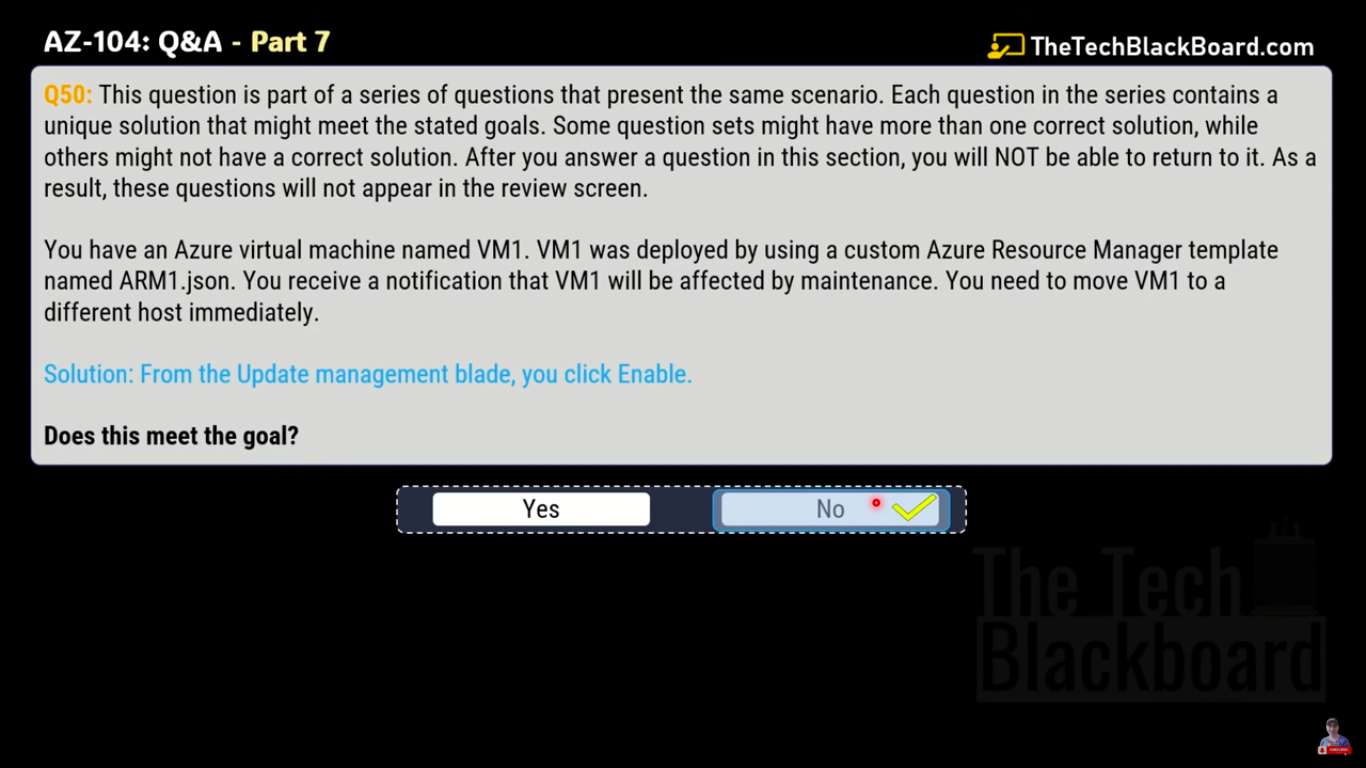 AZ-104: Q&A - Part 7
TheTechBlackBoard.com
Q50: This question is part of a series of questions that present the same scenario. Each question in the series contains a
unique solution that might meet the stated goals. Some question sets might have more than one correct solution, while
others might not have a correct solution. After you answer a question in this section, you will NOT be able to return to it. As a
result, these questions will not appear in the review screen.
You have an Azure virtual machine named VM1. VM1 was deployed by using a custom Azure Resource Manager template
named ARM1.json. You receive a notification that VM1 will be affected by maintenance. You need to move VM1 to a
different host immediately.
Solution: From the Update management blade, you click Enable.
Does this meet the goal?
Yes
No
The Tech
Blackboard